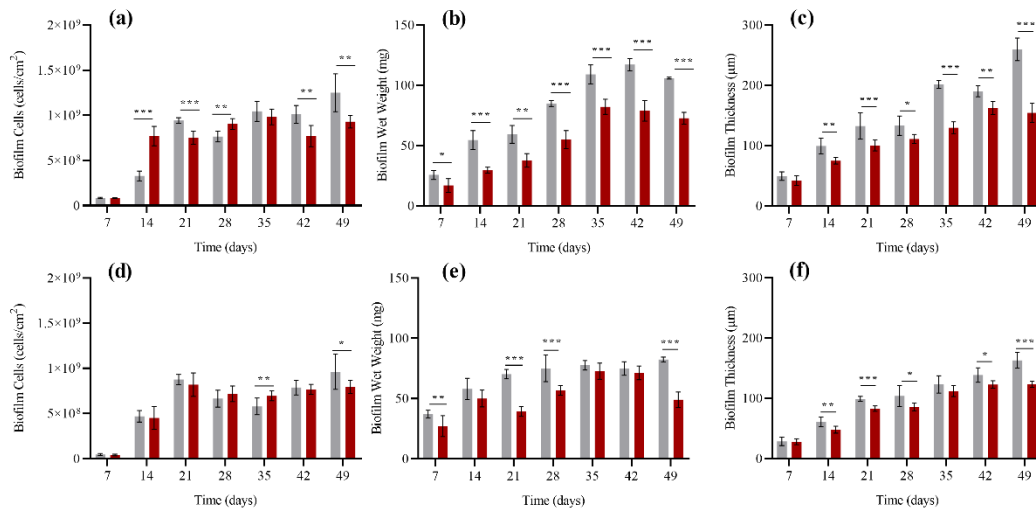 (a)
Biofilm Cells (cells/cm²)
2×10⁹
1.5×10⁹
1×10⁹
5×10⁸
0
*** *** ** ** **
7 14 21 28 35 42 49
Time (days)
(b)
Biofilm Wet Weight (mg)
150
100
50
0
* *** ** *** *** *** ***
7 14 21 28 35 42 49
Time (days)
(c)
Biofilm Thickness (μm)
300
200
100
0
** *** * *** ** ***
7 14 21 28 35 42 49
Time (days)
(d)
Biofilm Cells (cells/cm²)
2×10⁹
1.5×10⁹
1×10⁹
5×10⁸
0
** *
7 14 21 28 35 42 49
Time (days)
(e)
Biofilm Wet Weight (mg)
150
100
50
0
** *** *** ***
7 14 21 28 35 42 49
Time (days)
(f)
Biofilm Thickness (μm)
300
200
100
0
** *** * * ***
7 14 21 28 35 42 49
Time (days)